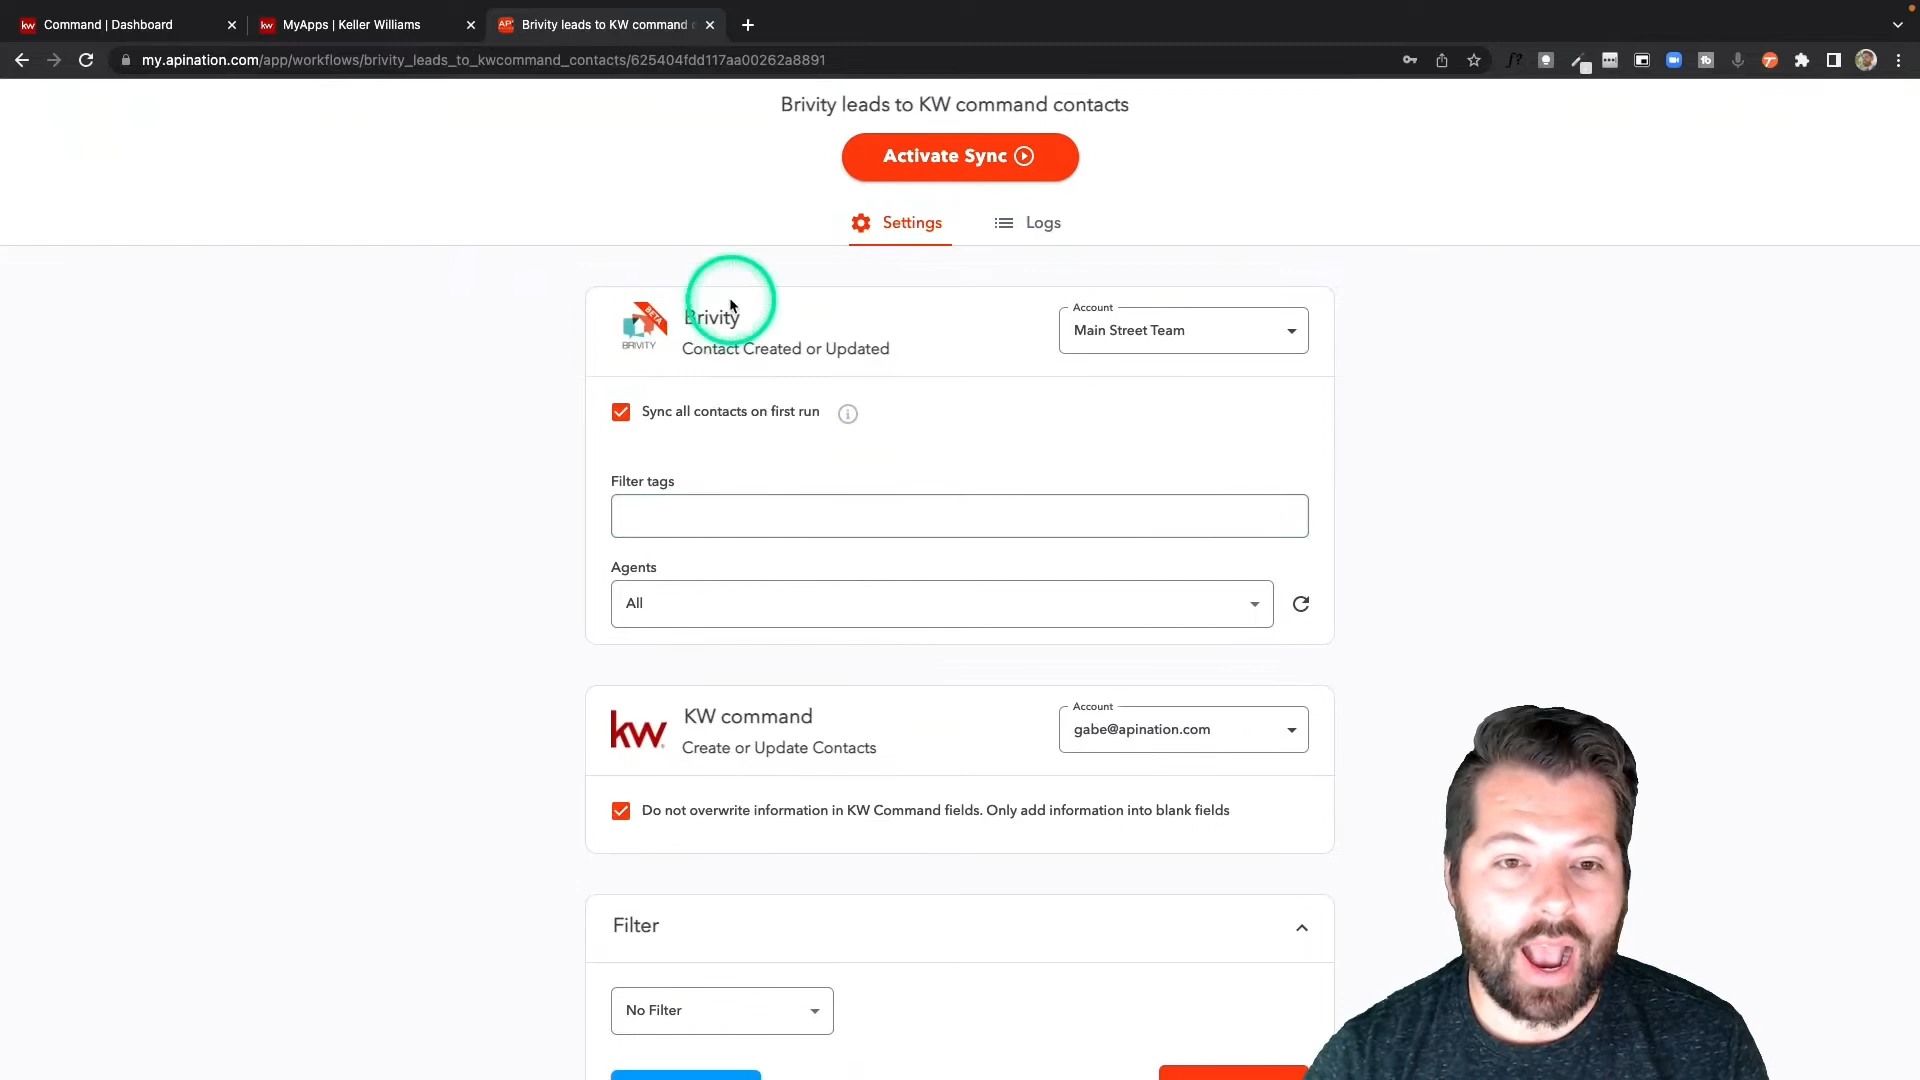 Command | Dashboard
MyApps | Keller Williams
Brivity leads to KW command
my.apination.com/app/workflows/brivity_leads_to_kwcommand_contacts/625404fdd117aa00262a8891
Brivity leads to KW command contacts
Activate Sync
Settings
Logs
BETA
BRIVITY
Brivity
Contact Created or Updated
Account
Main Street Team
Sync all contacts on first run
Filter tags
Agents
All
kw
KW command
Create or Update Contacts
Account
gabe@apination.com
Do not overwrite information in KW Command fields. Only add information into blank fields
Filter
No Filter